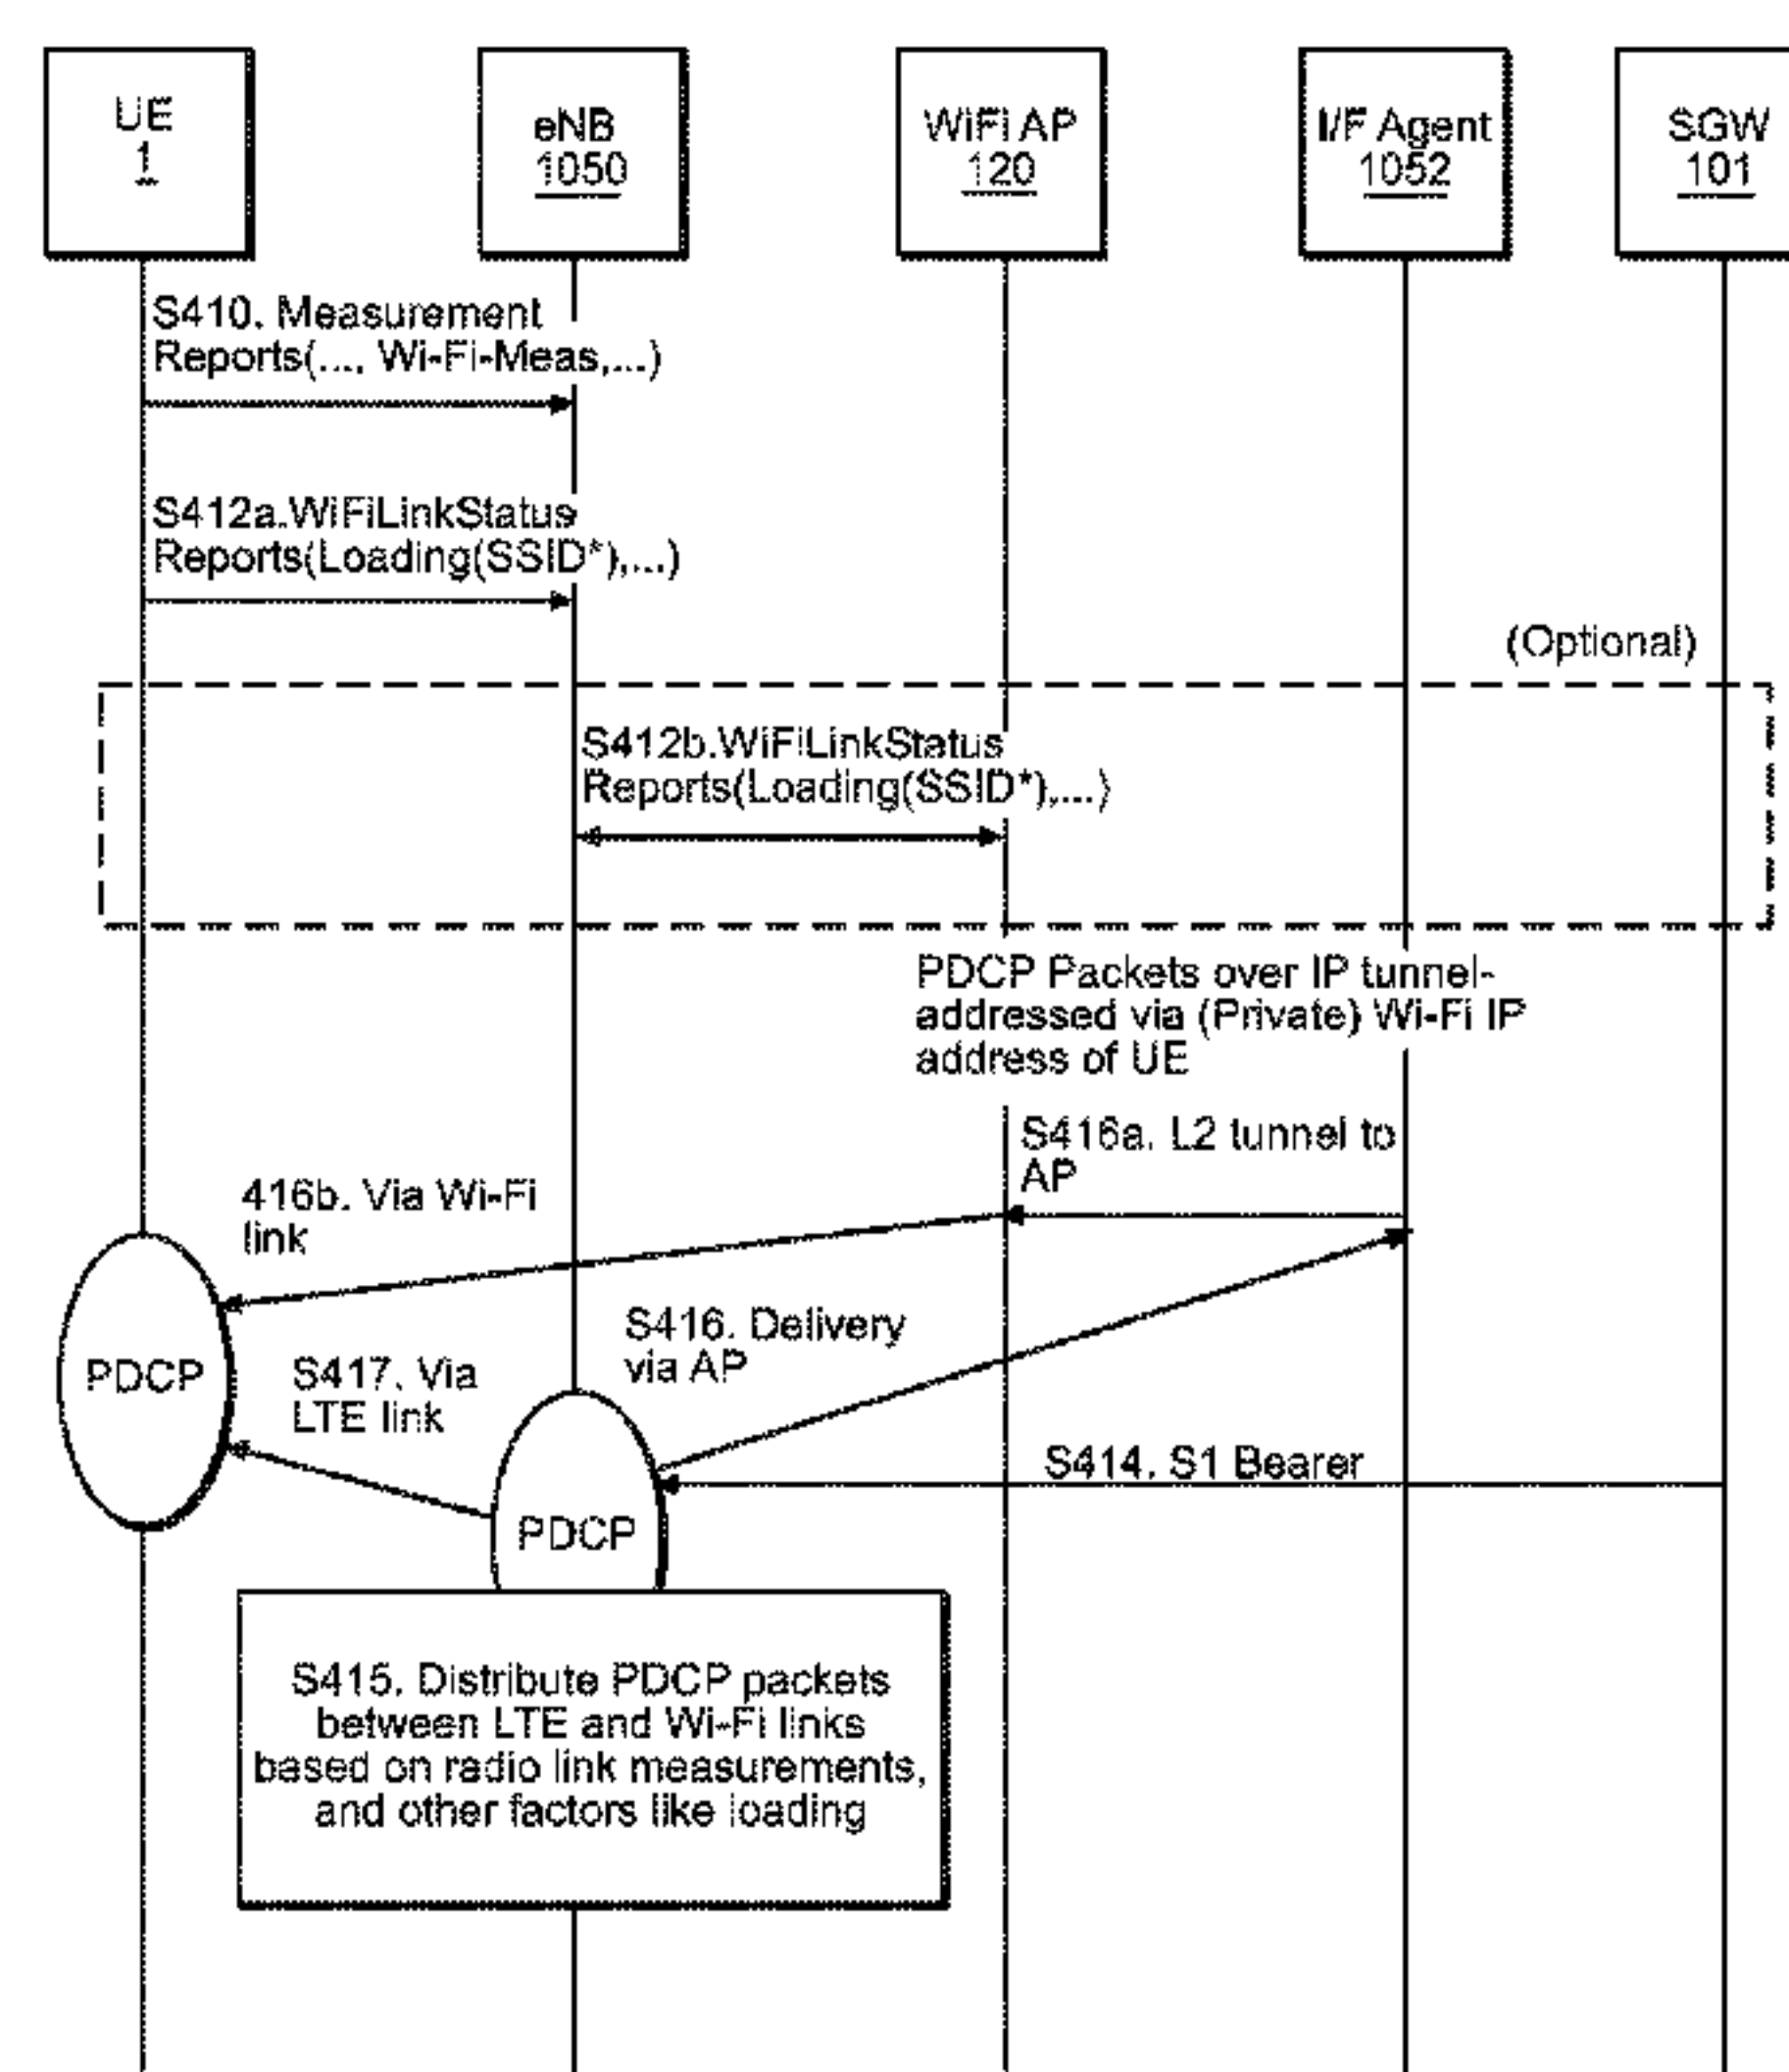 UE
1
eNB
1050
WiFi AP
120
I/F Agent
1052
SGW
101
S410. Measurement
Reports(..., Wi-Fi-Meas,...)
S412a.WiFiLinkStatus
Reports(Loading(SSID*),...)
(Optional)
S412b.WiFiLinkStatus
Reports(Loading(SSID*),...)
PDCP Packets over IP tunnel-
addressed via (Private) Wi-Fi IP
address of UE
S416a. L2 tunnel to
AP
416b. Via Wi-Fi
link
S416. Delivery
via AP
PDCP
S417. Via
LTE link
S414. S1 Bearer
PDCP
S415. Distribute PDCP packets
between LTE and Wi-Fi links
based on radio link measurements,
and other factors like loading